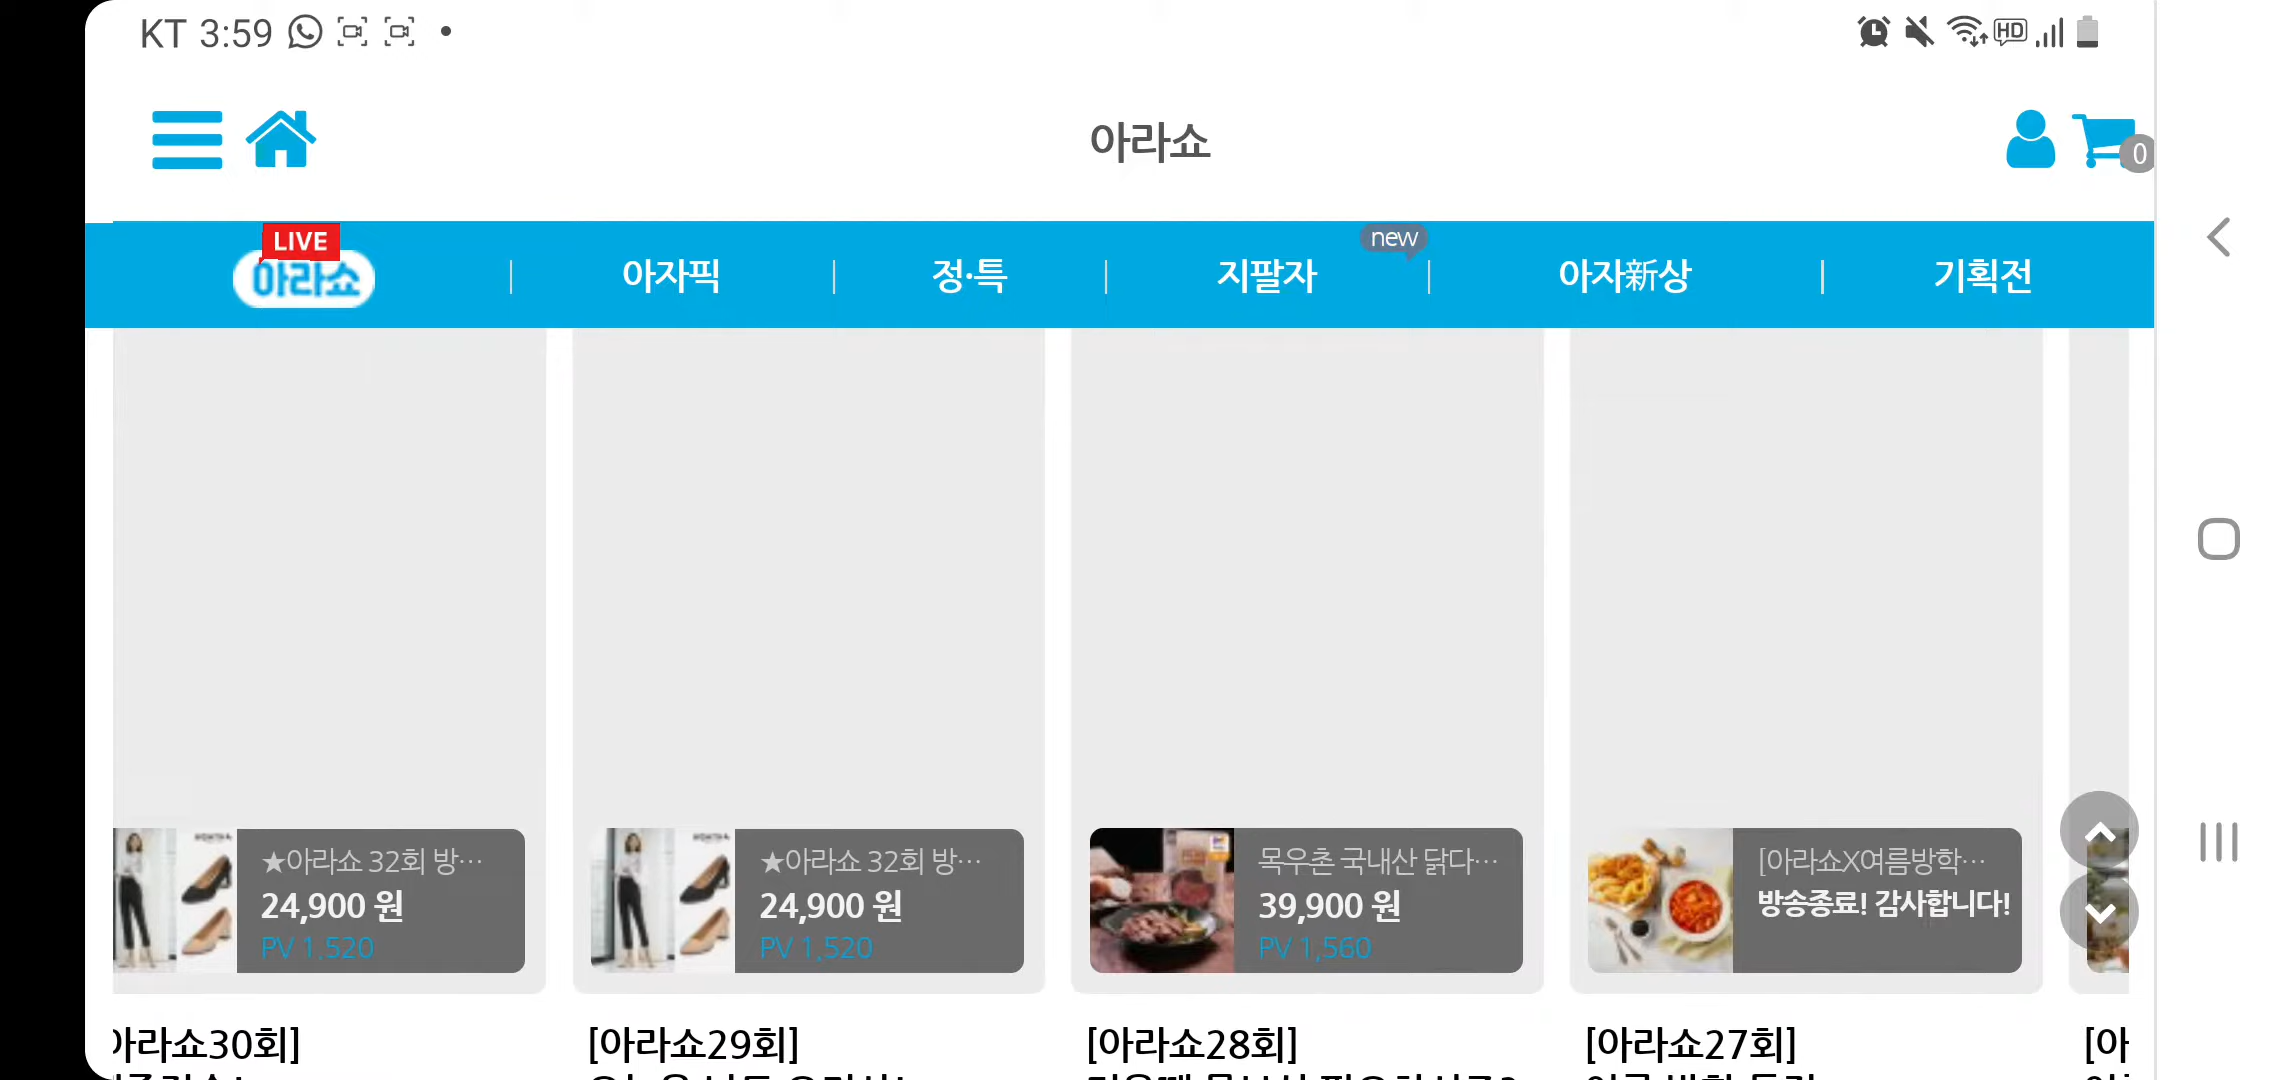 KT 3:59
HD
아라쇼
0
LIVE
아라쇼
아자픽
정·특
지팔자
new
아자新상
기획전
★아라쇼 32회 방…
24,900 원
PV 1,520
★아라쇼 32회 방…
24,900 원
PV 1,520
목우촌 국내산 닭다…
39,900 원
PV 1,560
[아라쇼X여름방학…
방송종료! 감사합니다!
아라쇼30회]
[아라쇼29회]
[아라쇼28회]
[아라쇼27회]
[아